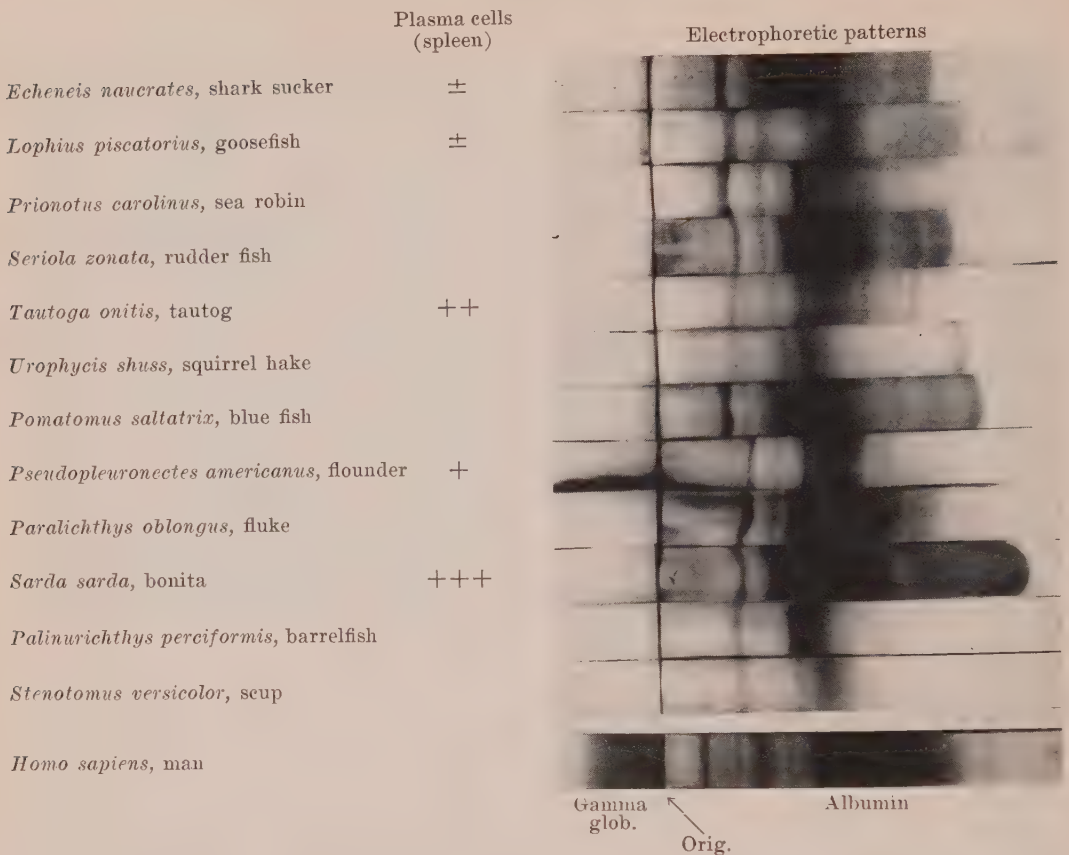 Plasma cells
(spleen)
Electrophoretic patterns
Echeneis naucrates, shark sucker ±
Lophius piscatorius, goosefish ±
Prionotus carolinus, sea robin
Seriola zonata, rudder fish
Tautoga onitis, tautog ++
Urophycis shuss, squirrel hake
Pomatomus saltatrix, blue fish
Pseudopleuronectes americanus, flounder +
Paralichthys oblongus, fluke
Sarda sarda, bonita +++
Palinurichthys perciformis, barrelfish
Stenotomus versicolor, scup
Homo sapiens, man
Gamma
glob.
Albumin
Orig.